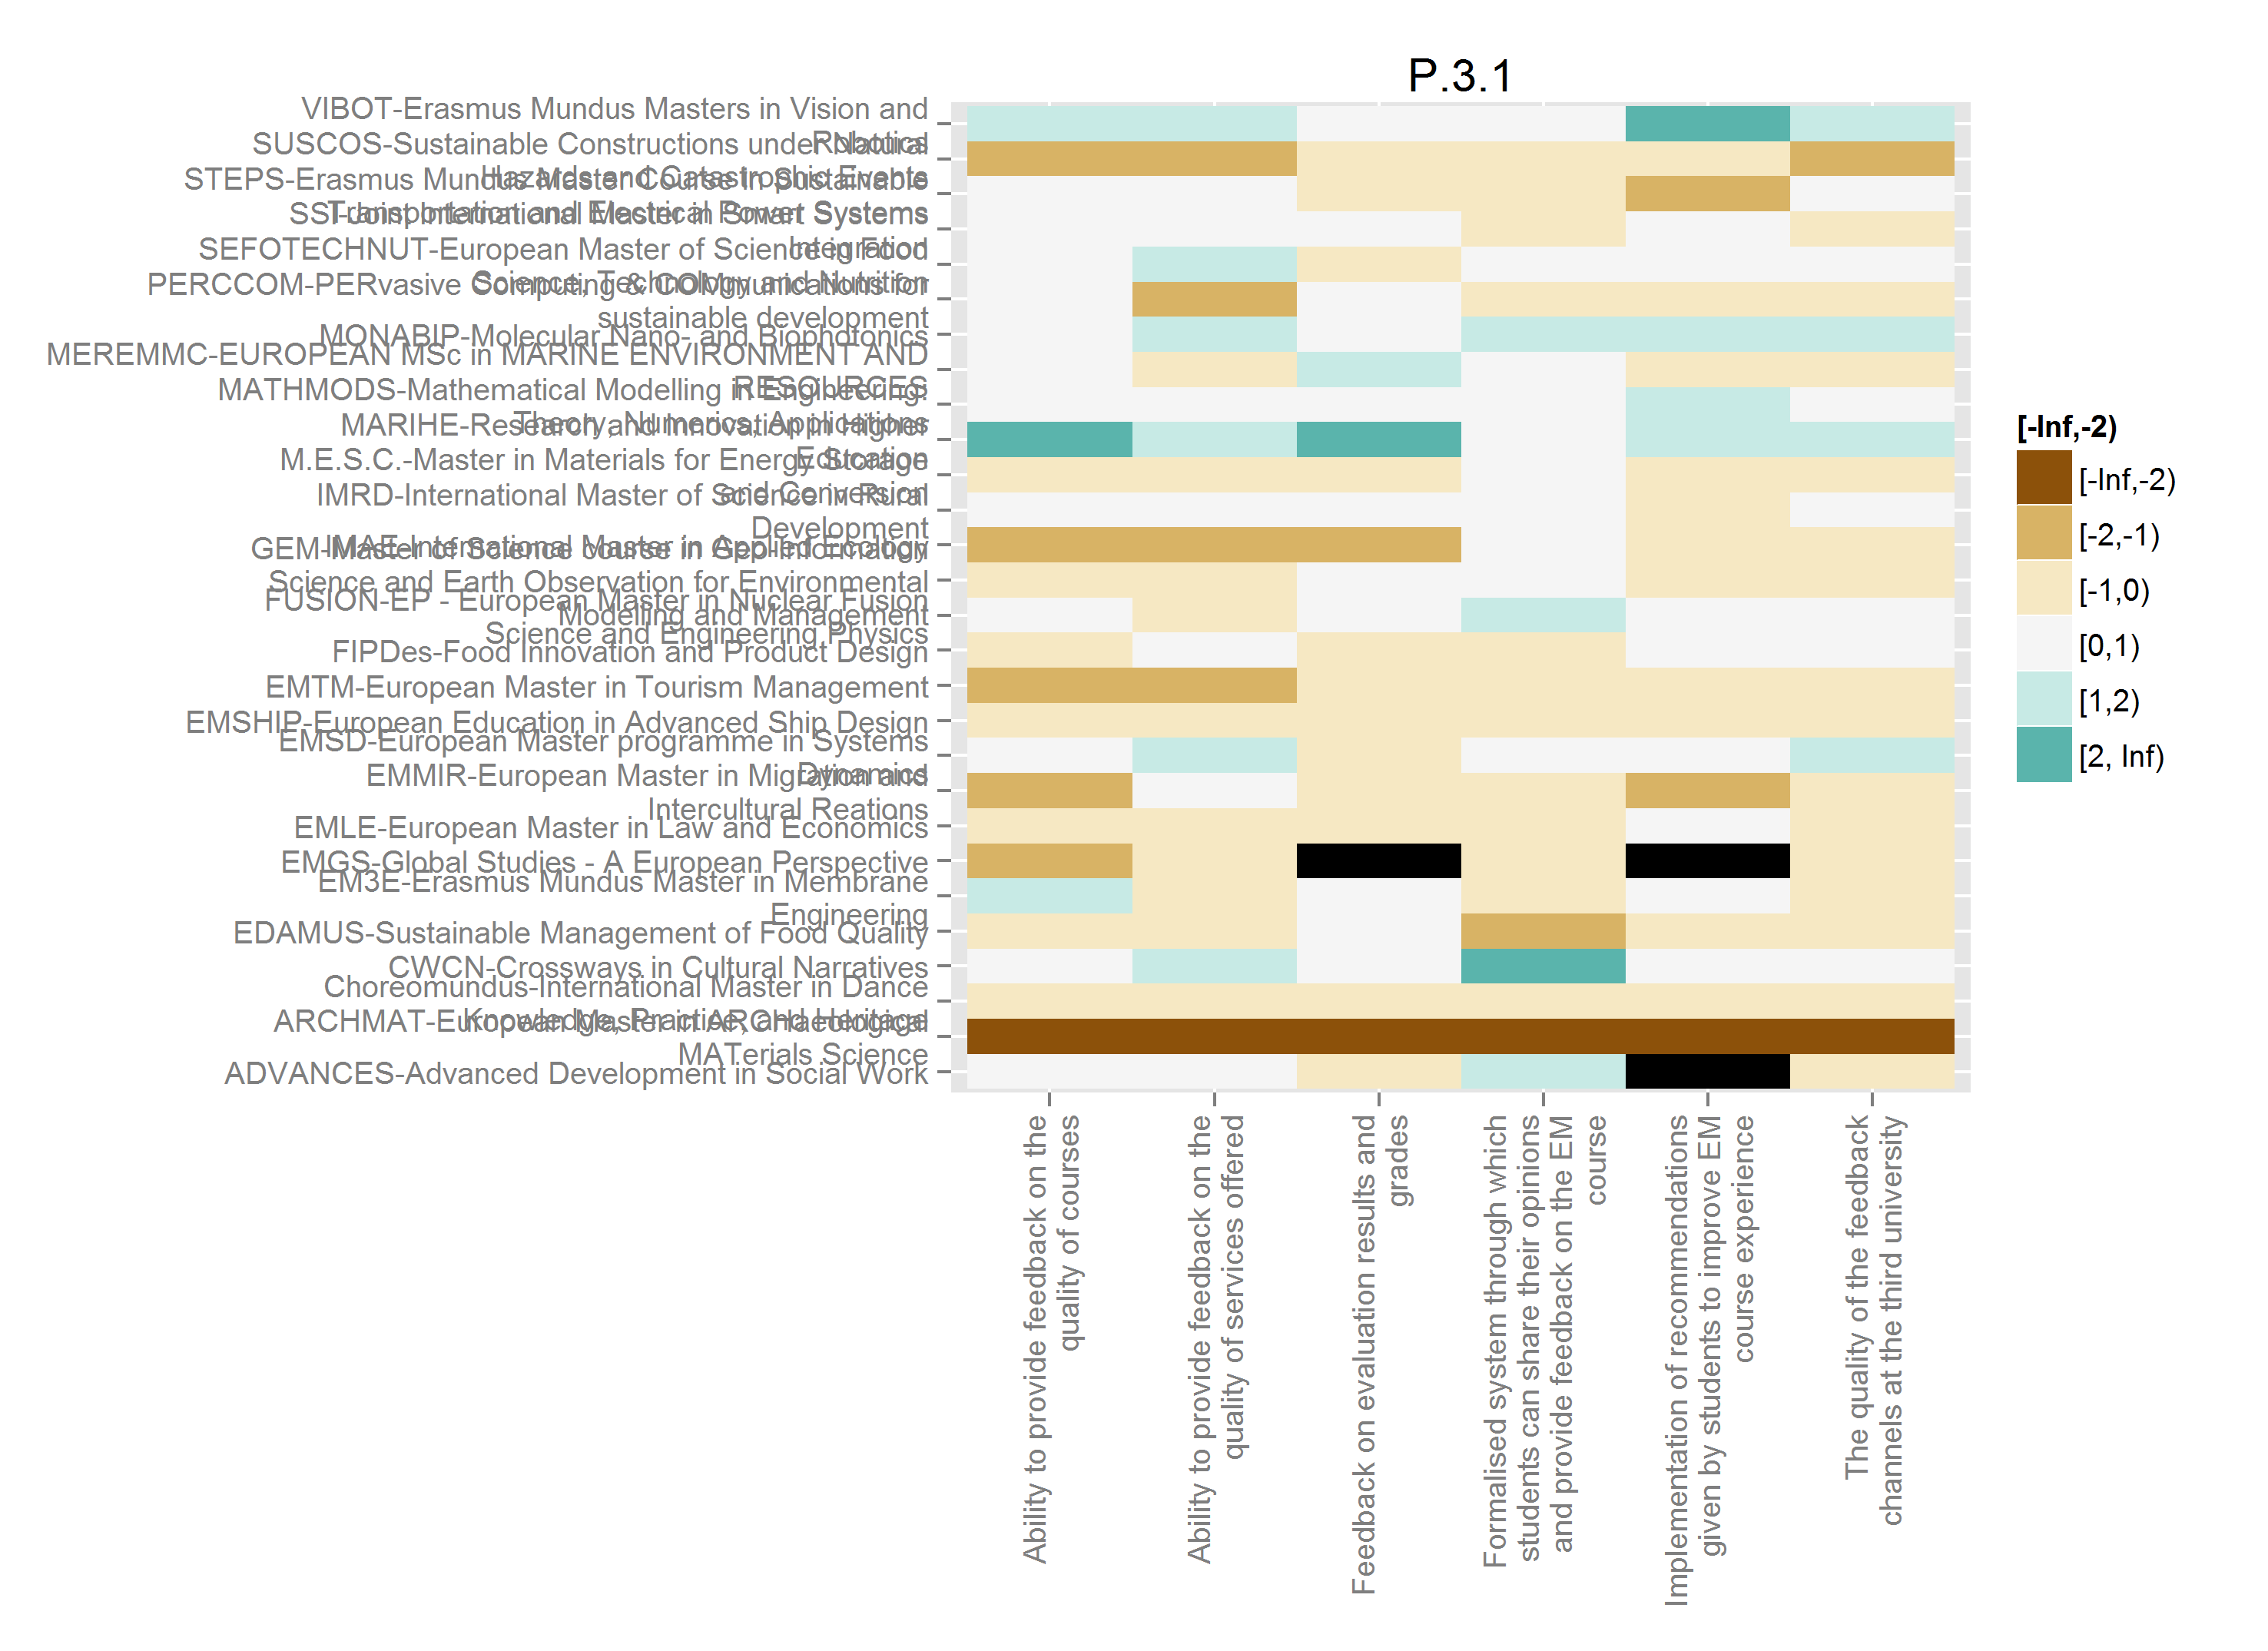 P.3.1
VIBOT-Erasmus Mundus Masters in Vision and
Robotics
SUSCOS-Sustainable Constructions under Natural
Hazards and Catastrophic Events
STEPS-Erasmus Mundus Master Course in Sustainable
Transportation and Electrical Power Systems
SSI-Joint International Master in Smart Systems
Integration
SEFOTECHNUT-European Master of Science in Food
Science, Technology and Nutrition
PERCCOM-PERvasive Computing & COMmunications for
sustainable development
MONABIP-Molecular Nano- and Biophotonics
MEREMMC-EUROPEAN MSc in MARINE ENVIRONMENT AND
RESOURCES
MATHMODS-Mathematical Modelling in Engineering:
Theory, Numerics, Applications
MARIHE-Research and Innovation in Higher
Education
M.E.S.C.-Master in Materials for Energy Storage
and Conversion
IMRD-International Master of Science in Rural
Development
IMAE-International Master in Applied Ecology
GEM-Master of Science course in Geo-information
Science and Earth Observation for Environmental
Modelling and Management
FUSION-EP - European Master in Nuclear Fusion
Science and Engineering Physics
FIPDes-Food Innovation and Product Design
EMTM-European Master in Tourism Management
EMSHIP-European Education in Advanced Ship Design
EMSD-European Master programme in Systems
Dynamics
EMMIR-European Master in Migration and
Intercultural Reations
EMLE-European Master in Law and Economics
EMGS-Global Studies - A European Perspective
EM3E-Erasmus Mundus Master in Membrane
Engineering
EDAMUS-Sustainable Management of Food Quality
CWCN-Crossways in Cultural Narratives
Choreomundus-International Master in Dance
Knowledge, Practice, and Heritage
ARCHMAT-European Master in ARCHaeological
MATerials Science
ADVANCES-Advanced Development in Social Work
Ability to provide feedback on the
quality of courses
Ability to provide feedback on the
quality of services offered
Feedback on evaluation results and
grades
Formalised system through which
students can share their opinions
and provide feedback on the EM
course
Implementation of recommendations
given by students to improve EM
course experience
The quality of the feedback
channels at the third university
[-Inf,-2)
[-Inf,-2)
[-2,-1)
[-1,0)
[0,1)
[1,2)
[2, Inf)